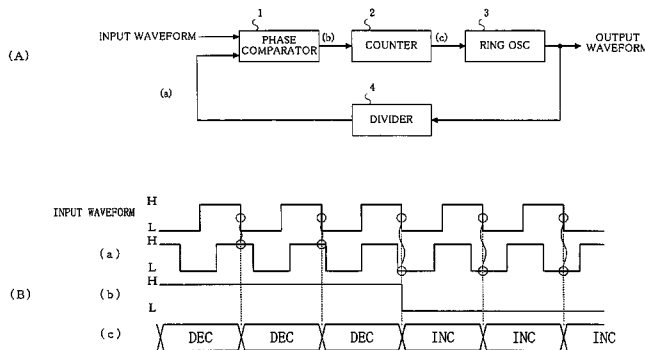 (A)
INPUT WAVEFORM
1
PHASE
COMPARATOR
(b)
2
COUNTER
(c)
3
RING OSC
OUTPUT
WAVEFORM
(a)
4
DIVIDER
(B)
INPUT WAVEFORM
H
L
(a)
H
L
(b)
H
L
(c)
DEC DEC DEC INC INC INC